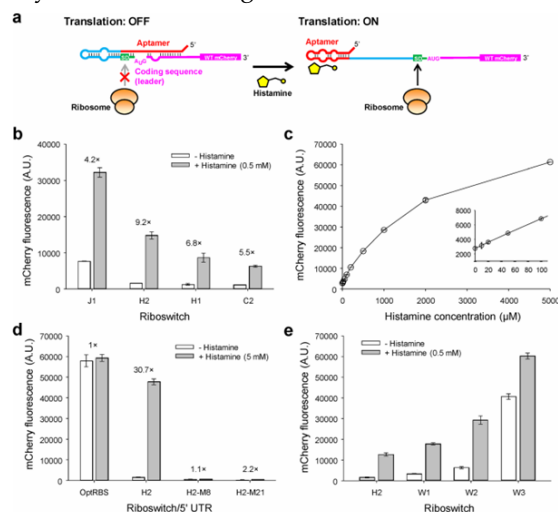 a
Translation: OFF
Translation: ON
Aptamer
5'
SD
AUG
WT mCherry
3'
Coding sequence
(leader)
Ribosome
Histamine
Aptamer
5'
SD
AUG
WT mCherry
3'
Ribosome
b
mCherry fluorescence (A.U.)
40000
30000
20000
10000
0
- Histamine
+ Histamine (0.5 mM)
4.2×
9.2×
6.8×
5.5×
J1 H2 H1 C2
Riboswitch
c
mCherry fluorescence (A.U.)
70000
60000
50000
40000
30000
20000
10000
0
8000
6000
4000
2000
0 20 40 60 80 100
0 1000 2000 3000 4000 5000
Histamine concentration (µM)
d
mCherry fluorescence (A.U.)
70000
60000
50000
40000
30000
20000
10000
0
- Histamine
+ Histamine (5 mM)
1×
30.7×
1.1×
2.2×
OptRBS H2 H2-M8 H2-M21
Riboswitch/5' UTR
e
mCherry fluorescence (A.U.)
70000
60000
50000
40000
30000
20000
10000
0
- Histamine
+ Histamine (0.5 mM)
H2 W1 W2 W3
Riboswitch